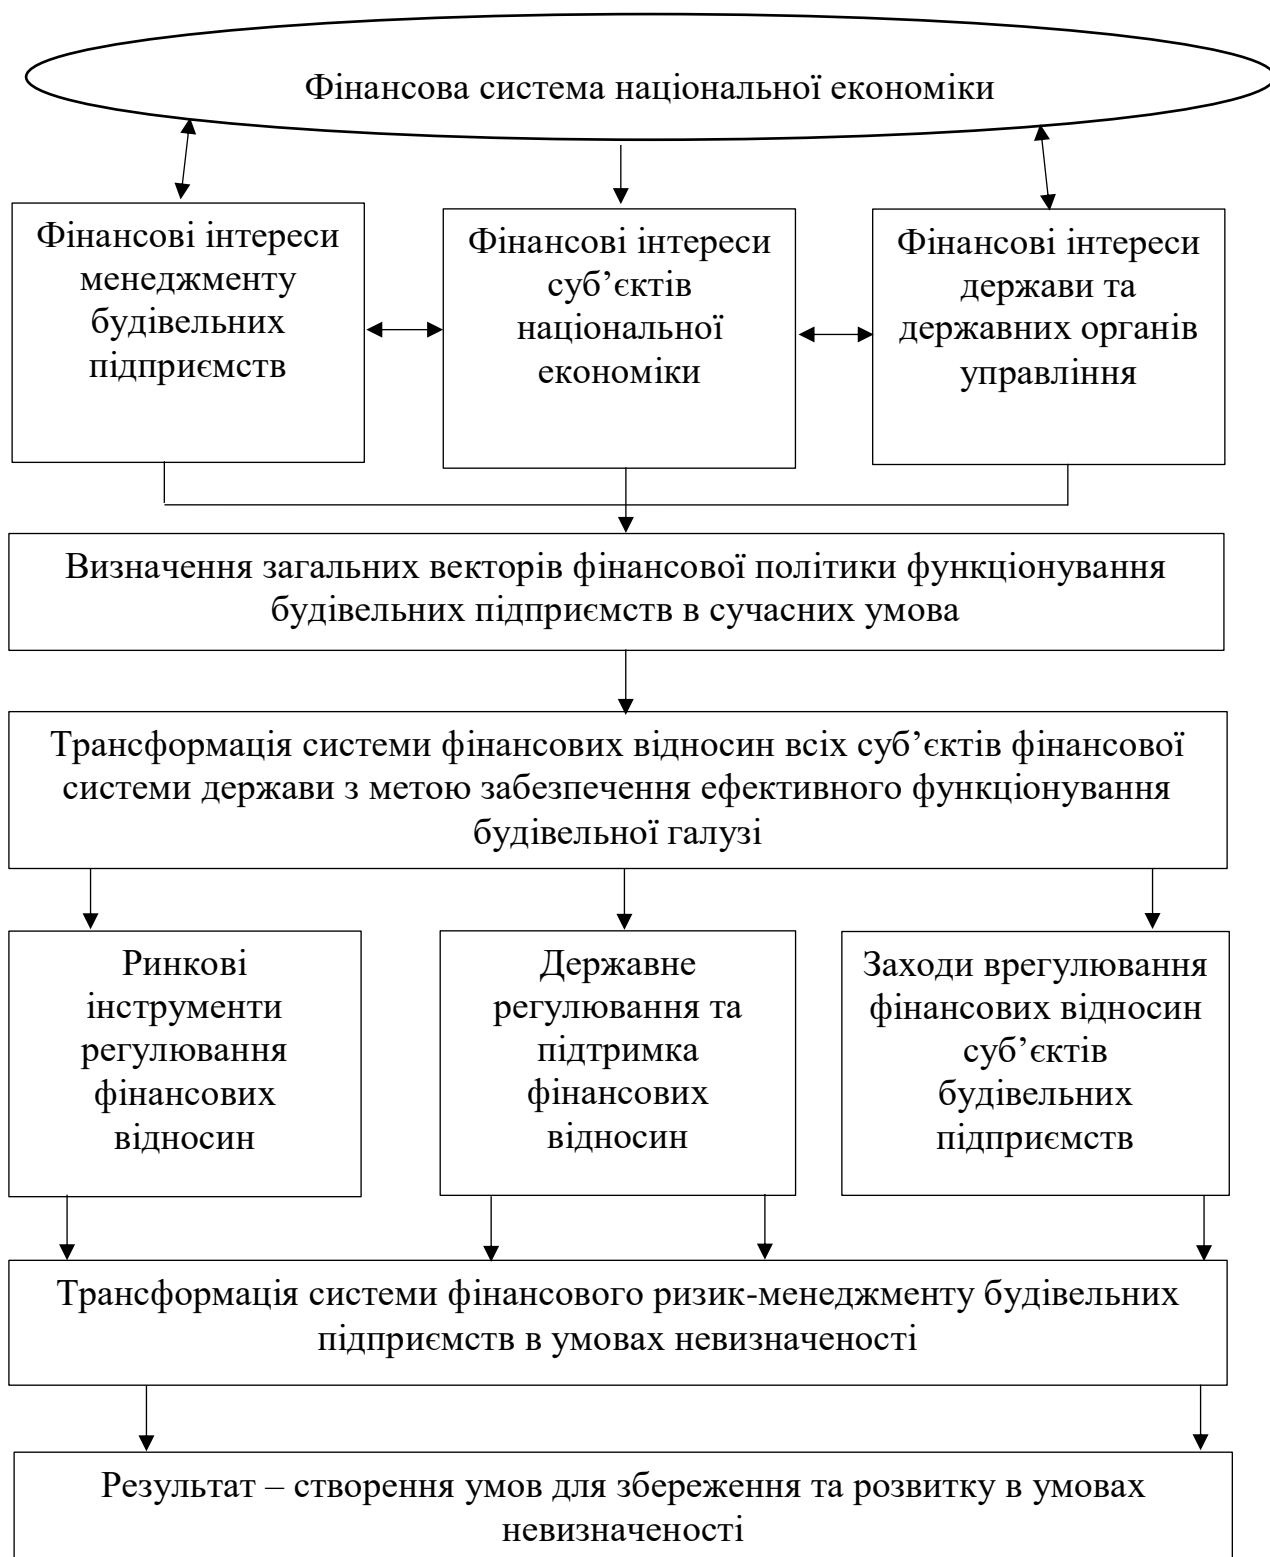 Фінансова система національної економіки
Фінансові інтереси
менеджменту
будівельних
підприємств
Фінансові інтереси
суб’єктів
національної
економіки
Фінансові інтереси
держави та
державних органів
управління
Визначення загальних векторів фінансової політики функціонування
будівельних підприємств в сучасних умова
Трансформація системи фінансових відносин всіх суб’єктів фінансової
системи держави з метою забезпечення ефективного функціонування
будівельної галузі
Ринкові
інструменти
регулювання
фінансових
відносин
Державне
регулювання та
підтримка
фінансових
відносин
Заходи врегулювання
фінансових відносин
суб’єктів
будівельних
підприємств
Трансформація системи фінансового ризик-менеджменту будівельних
підприємств в умовах невизначеності
Результат – створення умов для збереження та розвитку в умовах
невизначеності